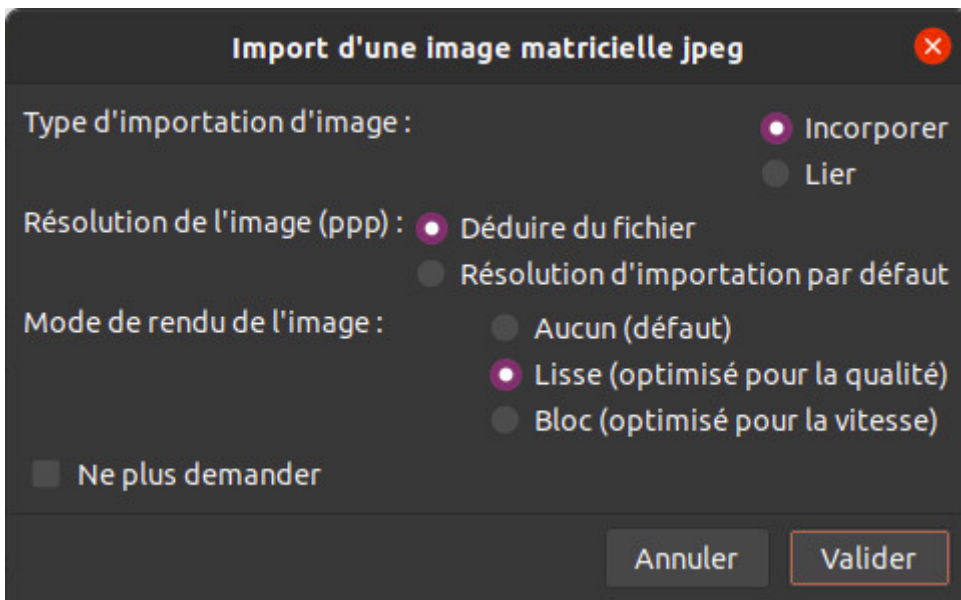 Import d'une image matricielle jpeg
Type d'importation d'image :
Incorporer
Lier
Résolution de l'image (ppp) :
Déduire du fichier
Résolution d'importation par défaut
Mode de rendu de l'image :
Aucun (défaut)
Lisse (optimisé pour la qualité)
Bloc (optimisé pour la vitesse)
Ne plus demander
Annuler
Valider